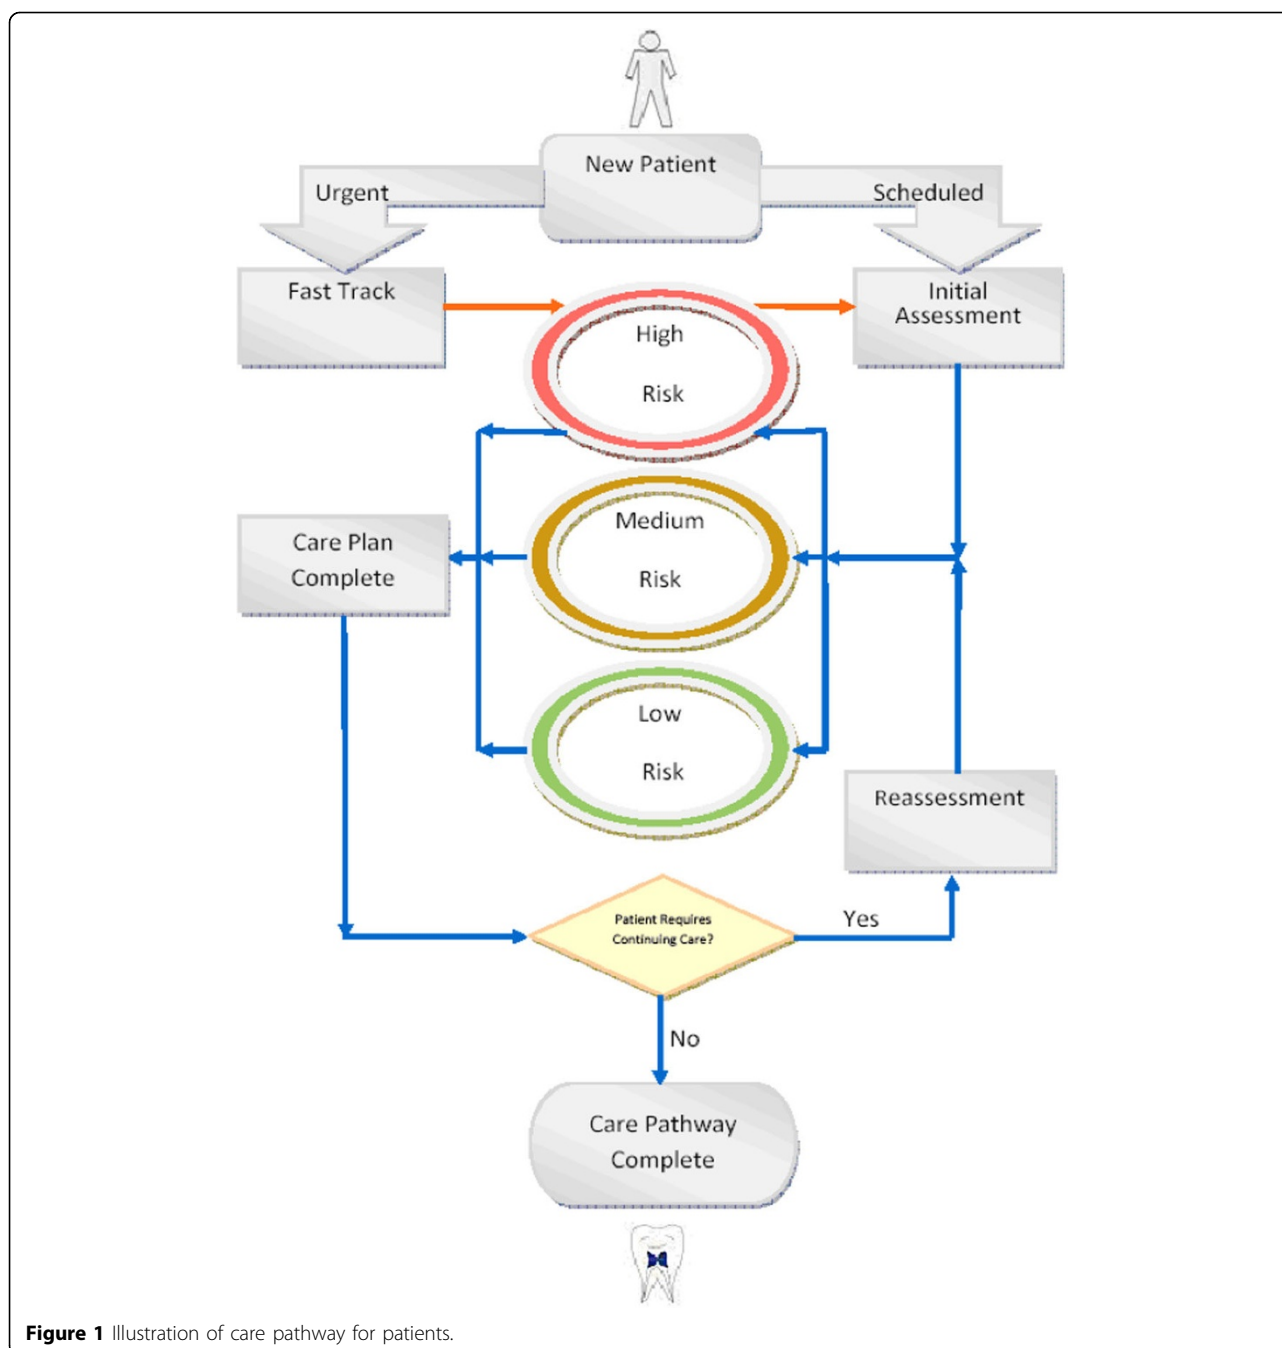 New Patient
Urgent
Scheduled
Fast Track
Initial
Assessment
High
Risk
Medium
Risk
Care Plan
Complete
Low
Risk
Reassessment
Patient Requires
Continuing Care?
Yes
No
Care Pathway
Complete
Figure 1 Illustration of care pathway for patients.